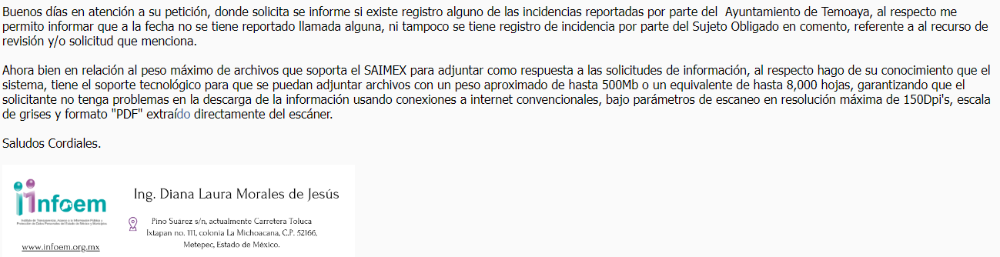 Buenos días en atención a su petición, donde solicita se informe si existe registro alguno de las incidencias reportadas por parte del  Ayuntamiento de Temoaya, al respecto me
permito informar que a la fecha no se tiene reportado llamada alguna, ni tampoco se tiene registro de incidencia por parte del Sujeto Obligado en comento, referente a al recurso de
revisión y/o solicitud que menciona.
Ahora bien en relación al peso máximo de archivos que soporta el SAIMEX para adjuntar como respuesta a las solicitudes de información, al respecto hago de su conocimiento que el
sistema, tiene el soporte tecnológico para que se puedan adjuntar archivos con un peso aproximado de hasta 500Mb o un equivalente de hasta 8,000 hojas, garantizando que el
solicitante no tenga problemas en la descarga de la información usando conexiones a internet convencionales, bajo parámetros de escaneo en resolución máxima de 150Dpi's, escala
de grises y formato "PDF" extraído directamente del escáner.
Saludos Cordiales.
infoem
Instituto de Transparencia, Acceso a la Información Pública y
Protección de Datos Personales del Estado de México y Municipios
www.infoem.org.mx
Ing. Diana Laura Morales de Jesús
Pino Suárez s/n, actualmente Carretera Toluca
Ixtapan no. 111, colonia La Michoacana, C.P. 52166,
Metepec, Estado de México.